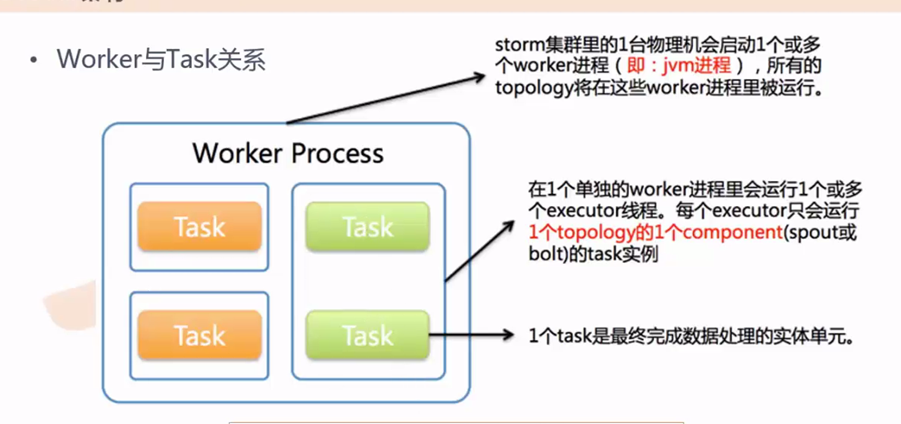 • Worker与Task关系
storm集群里的1台物理机会启动1个或多
个worker进程（即：jvm进程），所有的
topology将在这些worker进程里被运行。
Worker Process
Task
Task
在1个单独的worker进程里会运行1个或多
个executor线程。每个executor只会运行
1个topology的1个component(spout或
bolt)的task实例
Task
Task
1个task是最终完成数据处理的实体单元。